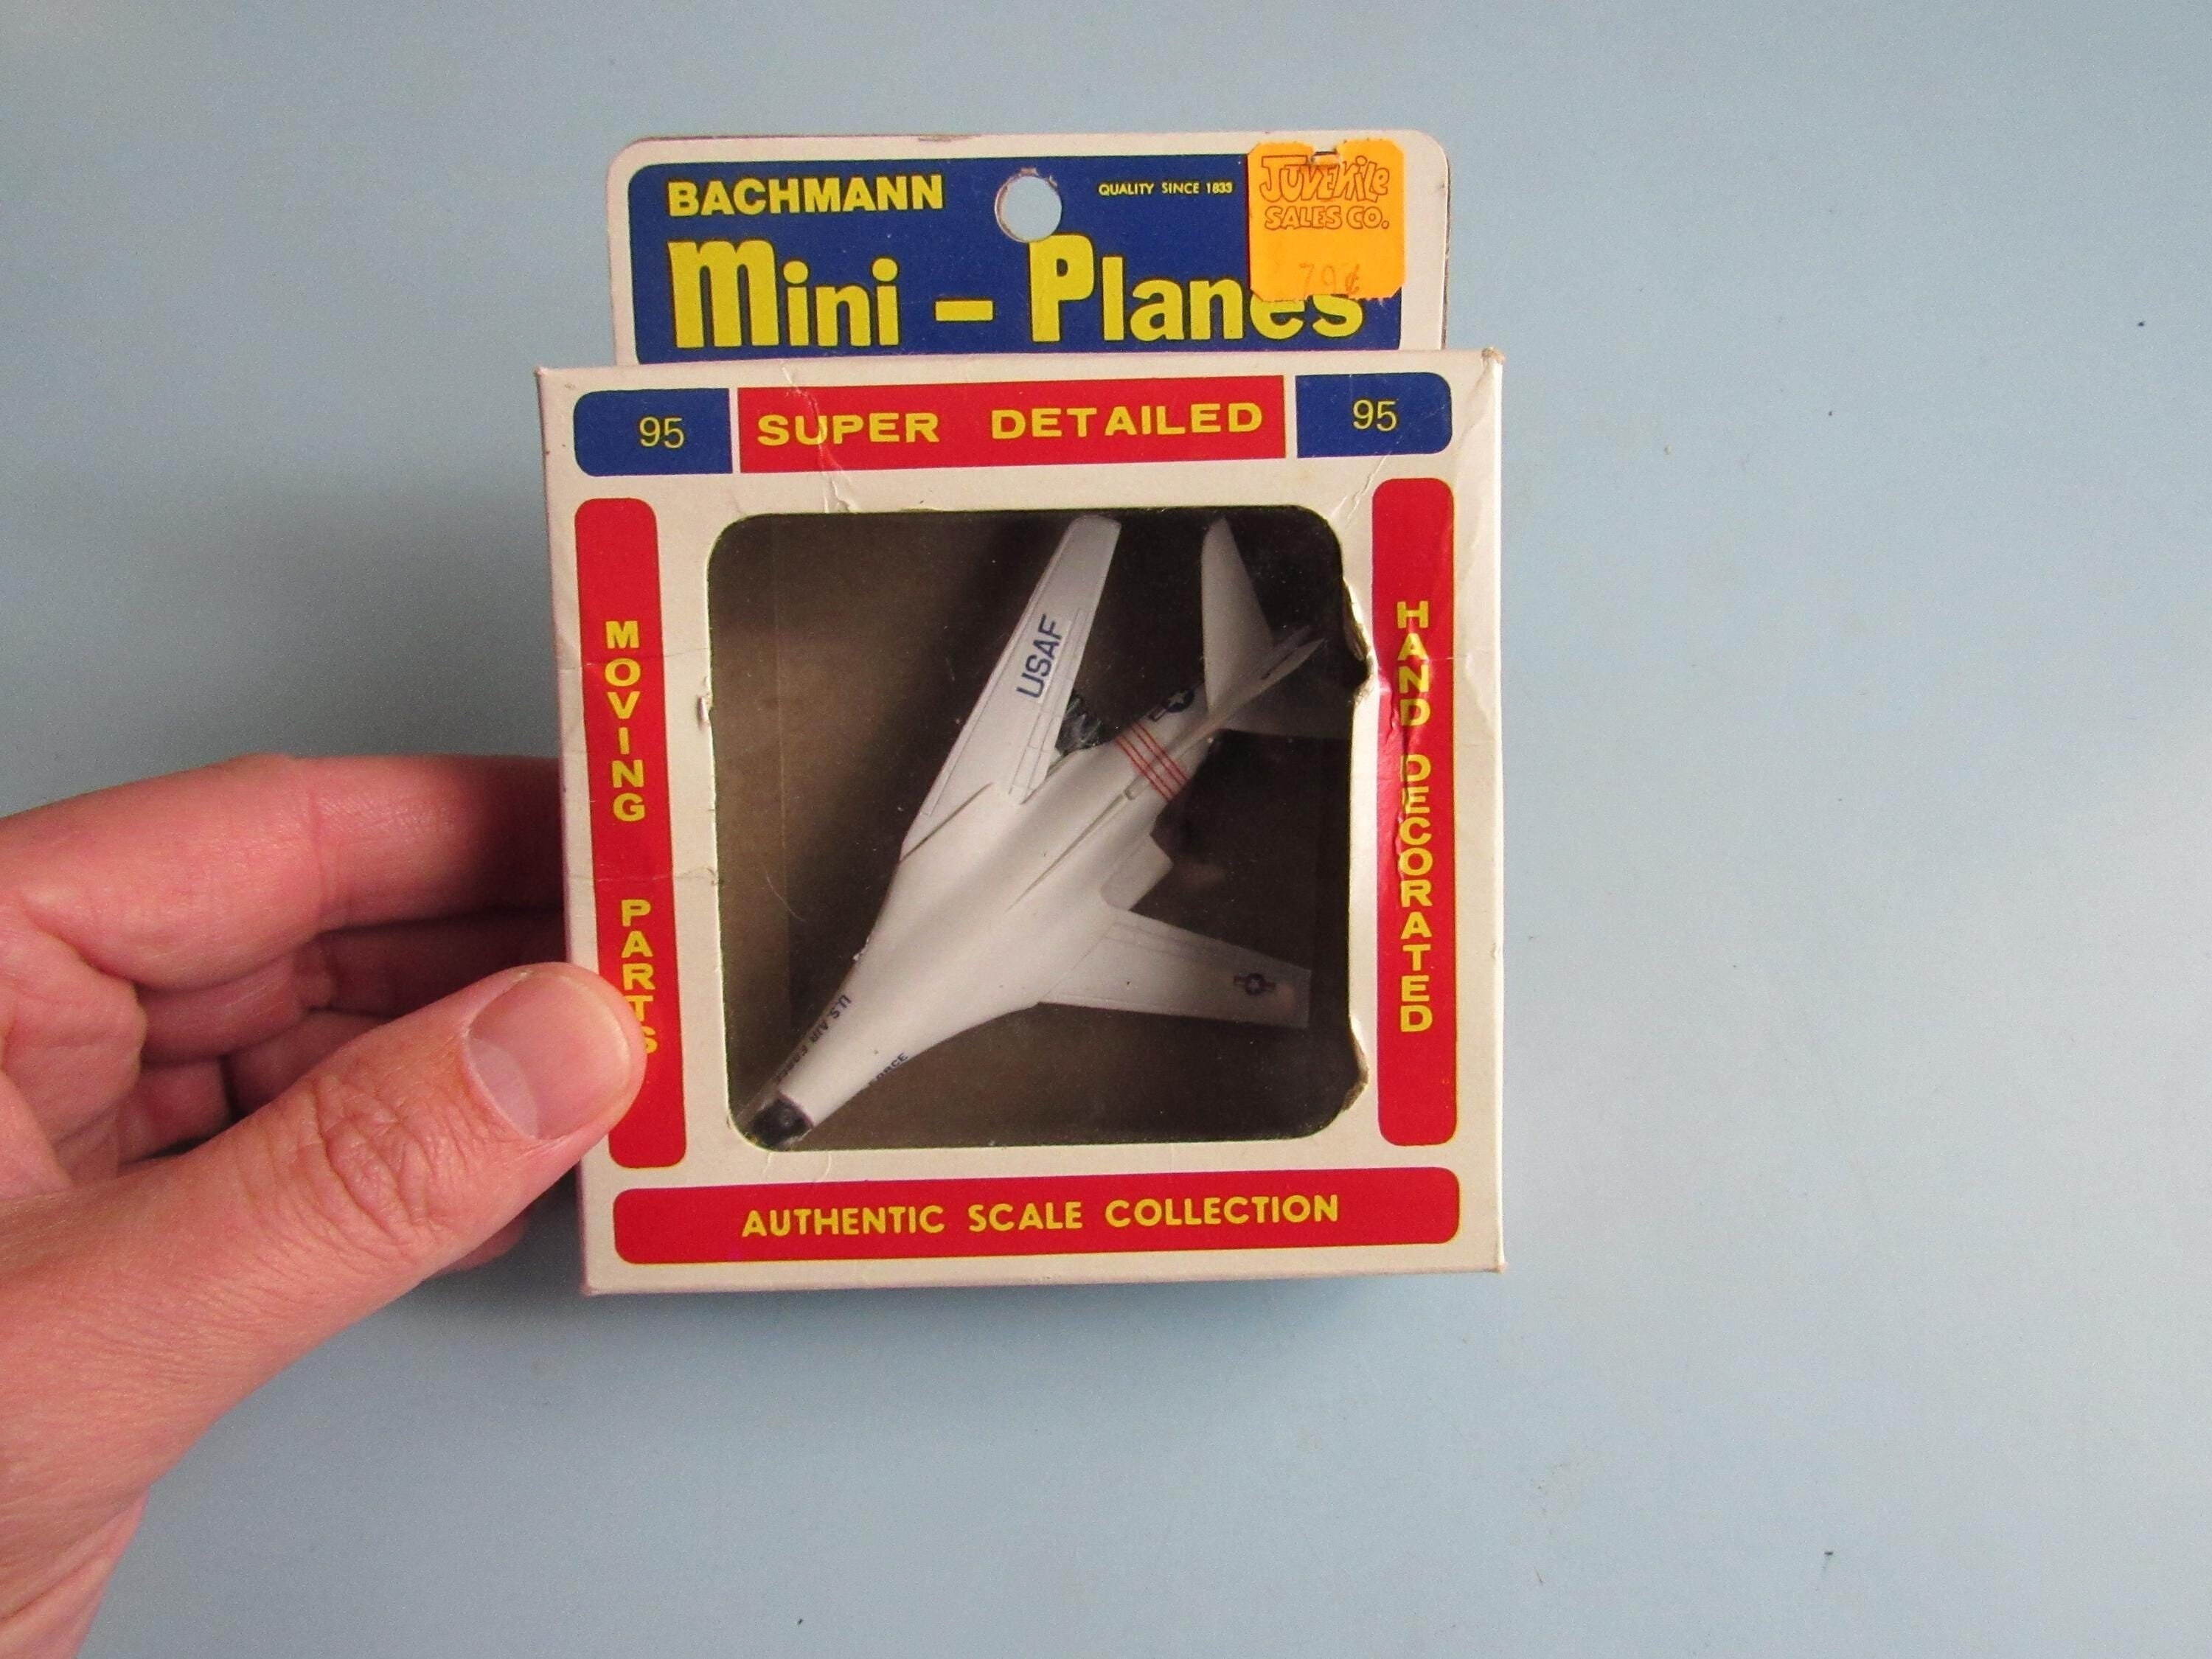 BACHMANN
QUALITY SINCE 1833
JUVENILE
SALES CO.
79¢
Mini - Planes
95
SUPER DETAILED
95
MOVING PARTS
HAND DECORATED
USAF
U.S. AIR FORCE
FORCE
AUTHENTIC SCALE COLLECTION